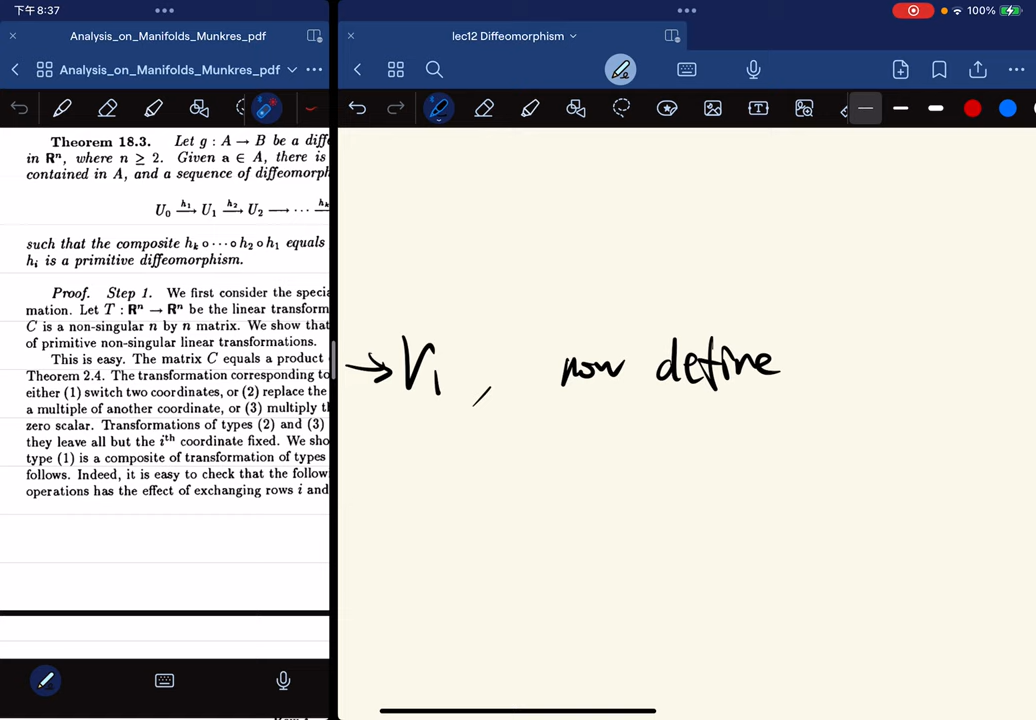 下午8:37
100%
Analysis_on_Manifolds_Munkres_pdf
lec12 Diffeomorphism
Analysis_on_Manifolds_Munkres_pdf
Theorem 18.3. Let g : A → B be a diffe
in Rⁿ, where n ≥ 2. Given a ∈ A, there is
contained in A, and a sequence of diffeomorph
U₀ —h₁→ U₁ —h₂→ U₂ ⟶ ··· —hₖ
such that the composite hₖ ∘ ··· ∘ h₂ ∘ h₁ equals
hᵢ is a primitive diffeomorphism.
Proof. Step 1. We first consider the specia
mation. Let T : Rⁿ → Rⁿ be the linear transform
C is a non-singular n by n matrix. We show that
of primitive non-singular linear transformations.
This is easy. The matrix C equals a product
Theorem 2.4. The transformation corresponding to
either (1) switch two coordinates, or (2) replace the
a multiple of another coordinate, or (3) multiply th
zero scalar. Transformations of types (2) and (3)
they leave all but the iᵗʰ coordinate fixed. We sho
type (1) is a composite of transformation of types
follows. Indeed, it is easy to check that the follow
operations has the effect of exchanging rows i and
→ V₁ , now define